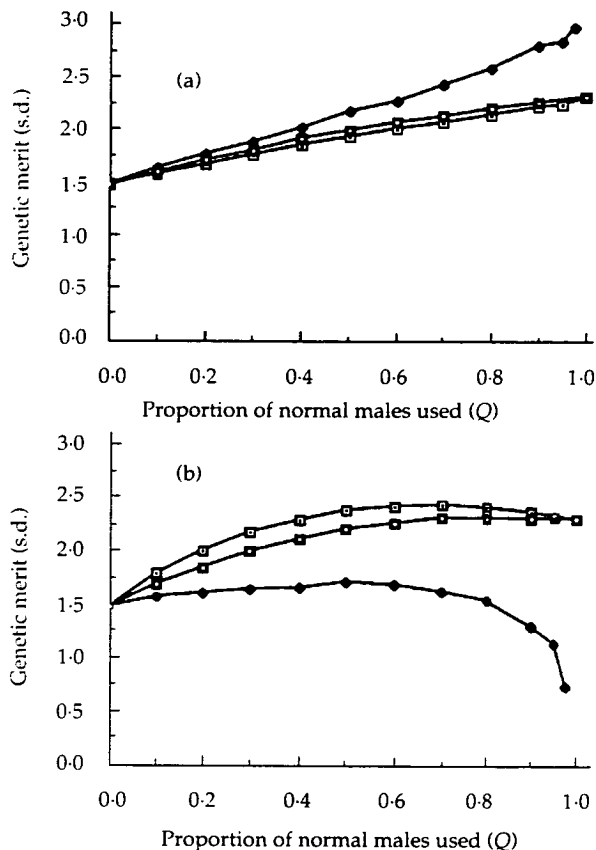 (a)
Genetic merit (s.d.)
3·0
2·5
2·0
1·5
1·0
0·5
0·0
0·0 0·2 0·4 0·6 0·8 1·0
Proportion of normal males used (Q)
(b)
Genetic merit (s.d.)
3·0
2·5
2·0
1·5
1·0
0·5
0·0
0·0 0·2 0·4 0·6 0·8 1·0
Proportion of normal males used (Q)